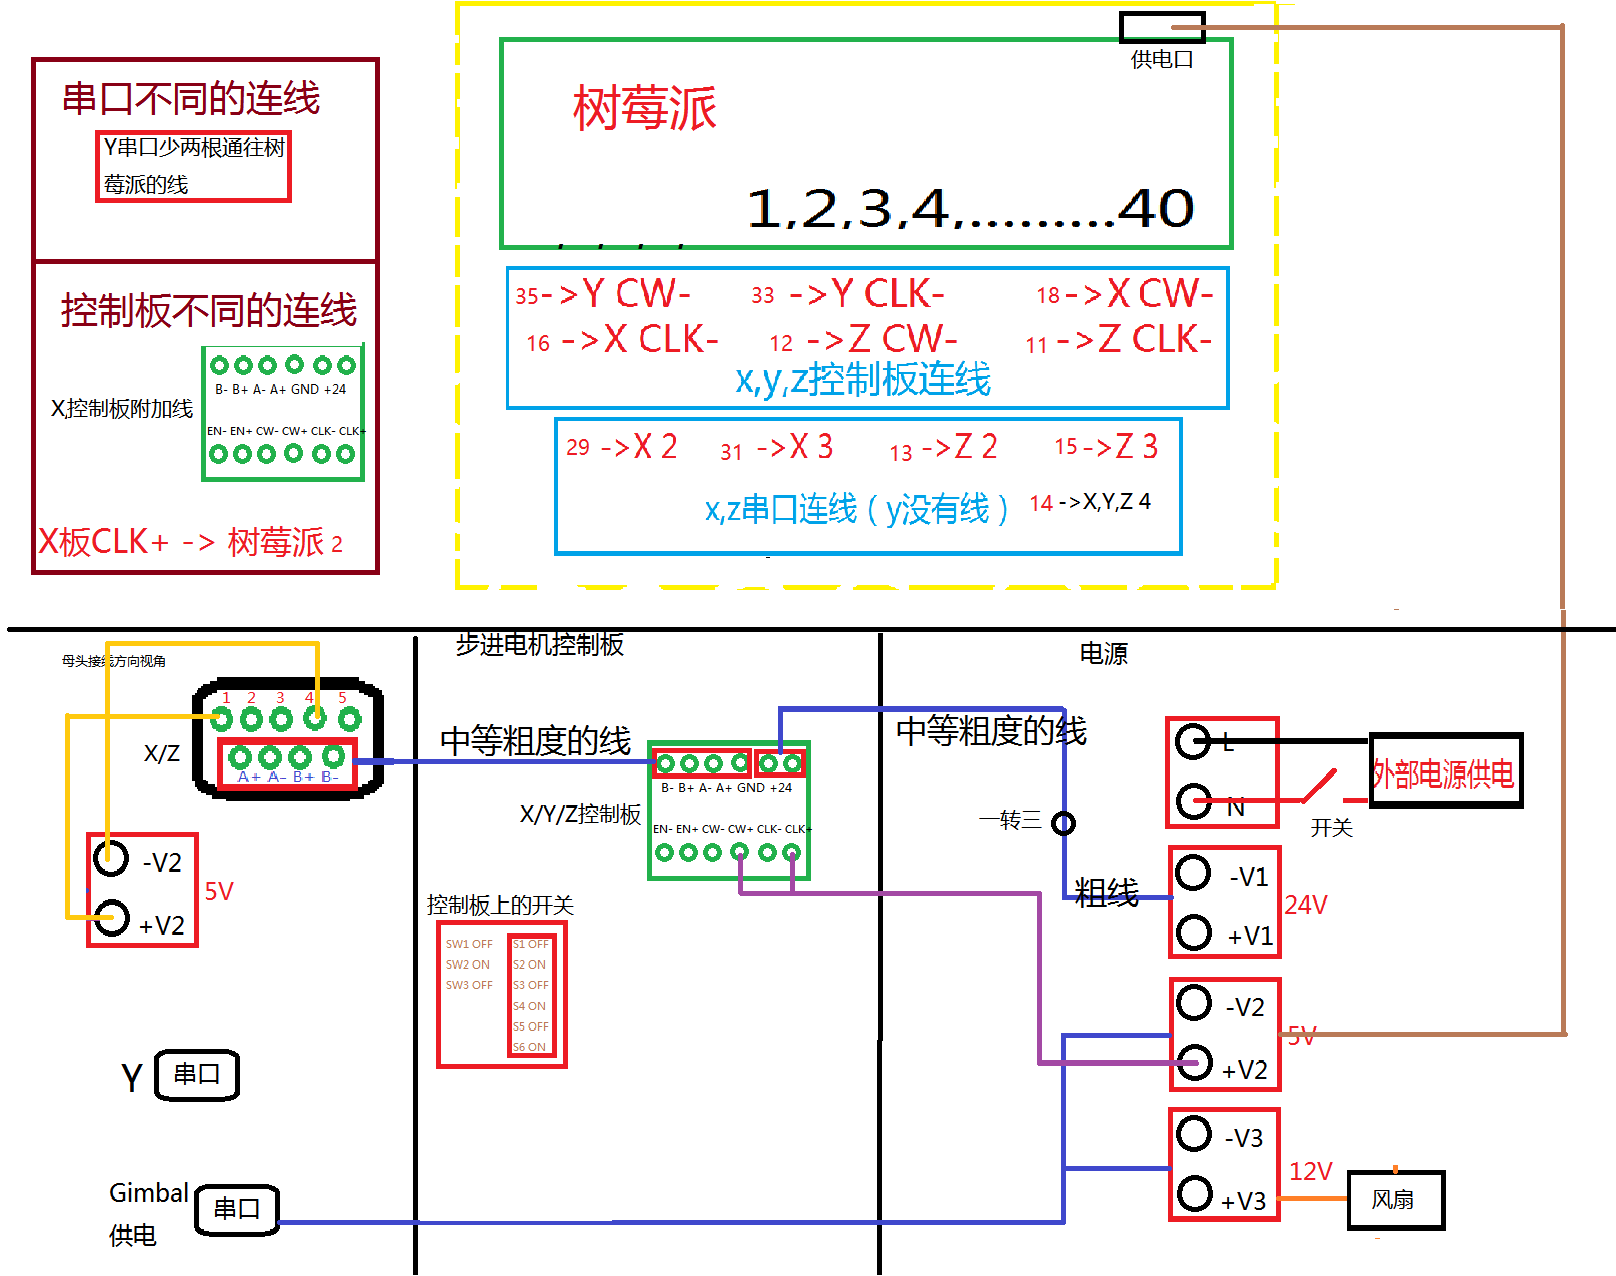 串口不同的连线
Y串口少两根通往树
莓派的线
控制板不同的连线
B- B+ A- A+ GND +24
X,控制板附加线
EN- EN+ CW- CW+ CLK- CLK+
X板CLK+ -> 树莓派 2
供电口
树莓派
1,2,3,4,.........40
35->Y CW- 33 ->Y CLK- 18->X CW-
16 ->X CLK- 12 ->Z CW- 11->Z CLK-
x,y,z控制板连线
29 ->X 2 31 ->X 3 13->Z 2 15->Z 3
x,z串口连线（y没有线） 14 ->X,Y,Z 4
母头接线方向视角
1 2 3 4 5
X/Z
A+ A- B+ B-
-V2
5V
+V2
Y 串口
Gimbal
供电
串口
步进电机控制板
中等粗度的线
B- B+ A- A+ GND +24
X/Y/Z控制板
EN- EN+ CW- CW+ CLK- CLK+
控制板上的开关
SW1 OFF S1 OFF
SW2 ON S2 ON
SW3 OFF S3 OFF
S4 ON
S5 OFF
S6 ON
电源
中等粗度的线
一转三
粗线
L
N
外部电源供电
开关
-V1
24V
+V1
-V2
5V
+V2
-V3
12V
+V3
风扇